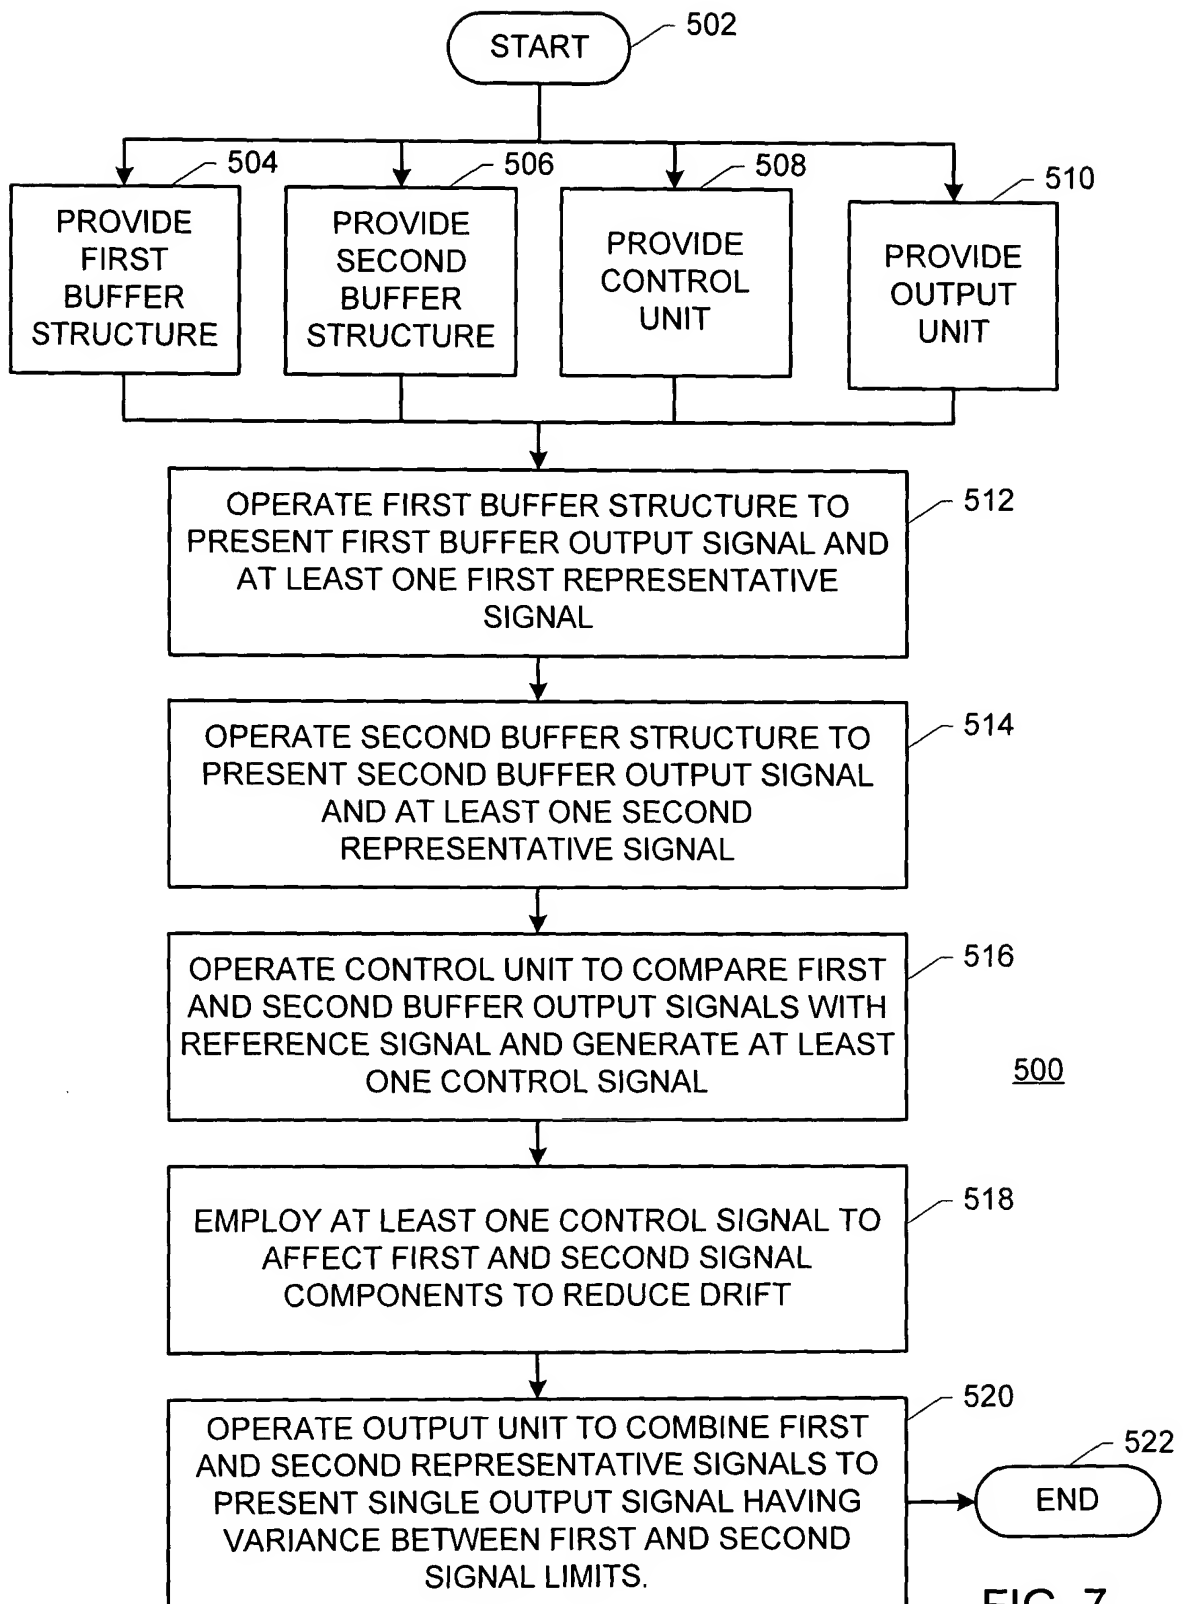 START
502
504
506
508
510
PROVIDE
FIRST
BUFFER
STRUCTURE
PROVIDE
SECOND
BUFFER
STRUCTURE
PROVIDE
CONTROL
UNIT
PROVIDE
OUTPUT
UNIT
OPERATE FIRST BUFFER STRUCTURE TO
PRESENT FIRST BUFFER OUTPUT SIGNAL AND
AT LEAST ONE FIRST REPRESENTATIVE
SIGNAL
512
OPERATE SECOND BUFFER STRUCTURE TO
PRESENT SECOND BUFFER OUTPUT SIGNAL
AND AT LEAST ONE SECOND
REPRESENTATIVE SIGNAL
514
OPERATE CONTROL UNIT TO COMPARE FIRST
AND SECOND BUFFER OUTPUT SIGNALS WITH
REFERENCE SIGNAL AND GENERATE AT LEAST
ONE CONTROL SIGNAL
516
500
EMPLOY AT LEAST ONE CONTROL SIGNAL TO
AFFECT FIRST AND SECOND SIGNAL
COMPONENTS TO REDUCE DRIFT
518
OPERATE OUTPUT UNIT TO COMBINE FIRST
AND SECOND REPRESENTATIVE SIGNALS TO
PRESENT SINGLE OUTPUT SIGNAL HAVING
VARIANCE BETWEEN FIRST AND SECOND
SIGNAL LIMITS.
520
522
END
FIG. 7